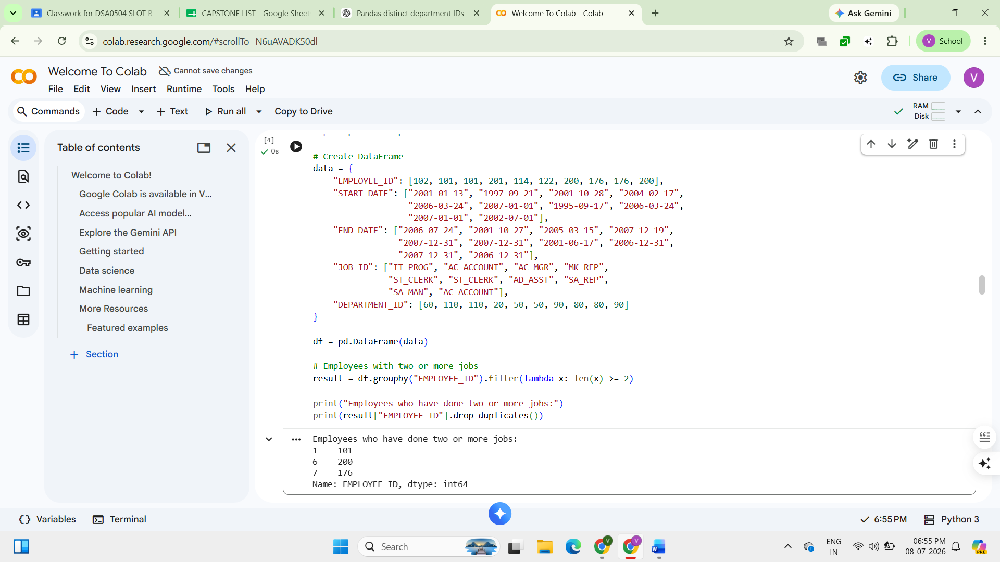 Classwork for DSA0504 SLOT B
CAPSTONE LIST - Google Sheets
Pandas distinct department IDs
Welcome To Colab - Colab
Ask Gemini
colab.research.google.com/#scrollTo=N6uAVADK50dl
V School
Welcome To Colab
Cannot save changes
File Edit View Insert Runtime Tools Help
Share
V
Commands + Code + Text Run all Copy to Drive
RAM
Disk
Table of contents
Welcome to Colab!
Google Colab is available in V...
Access popular AI model...
Explore the Gemini API
Getting started
Data science
Machine learning
More Resources
Featured examples
+ Section
[4]
0s
import pandas as pd
# Create DataFrame
data = {
"EMPLOYEE_ID": [102, 101, 101, 201, 114, 122, 200, 176, 176, 200],
"START_DATE": ["2001-01-13", "1997-09-21", "2001-10-28", "2004-02-17",
"2006-03-24", "2007-01-01", "1995-09-17", "2006-03-24",
"2007-01-01", "2002-07-01"],
"END_DATE": ["2006-07-24", "2001-10-27", "2005-03-15", "2007-12-19",
"2007-12-31", "2007-12-31", "2001-06-17", "2006-12-31",
"2007-12-31", "2006-12-31"],
"JOB_ID": ["IT_PROG", "AC_ACCOUNT", "AC_MGR", "MK_REP",
"ST_CLERK", "ST_CLERK", "AD_ASST", "SA_REP",
"SA_MAN", "AC_ACCOUNT"],
"DEPARTMENT_ID": [60, 110, 110, 20, 50, 50, 90, 80, 80, 90]
}
df = pd.DataFrame(data)
# Employees with two or more jobs
result = df.groupby("EMPLOYEE_ID").filter(lambda x: len(x) >= 2)
print("Employees who have done two or more jobs:")
print(result["EMPLOYEE_ID"].drop_duplicates())
Employees who have done two or more jobs:
1 101
6 200
7 176
Name: EMPLOYEE_ID, dtype: int64
{} Variables
Terminal
6:55 PM
Python 3
Search
V
V
W
ENG
IN
06:55 PM
08-07-2026
PRE